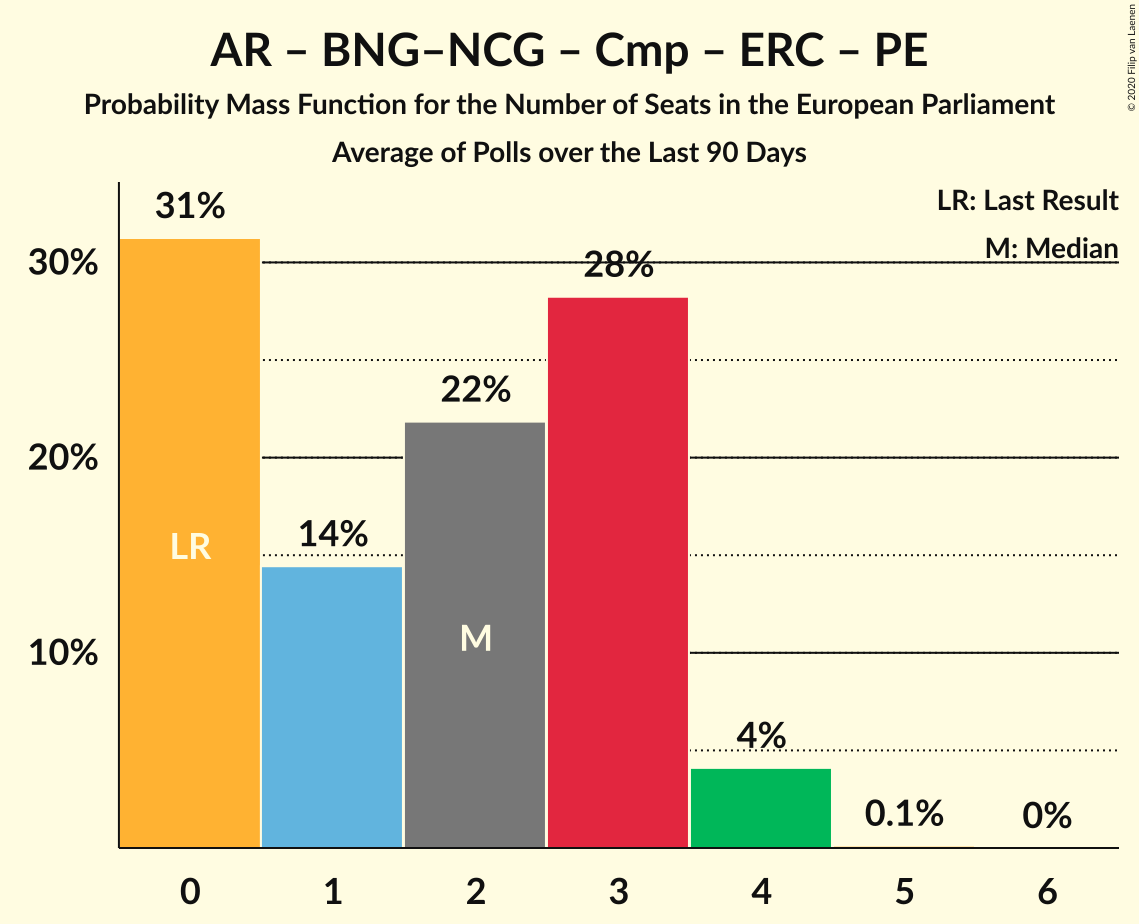 AR – BNG–NCG – Cmp – ERC – PE
Probability Mass Function for the Number of Seats in the European Parliament
Average of Polls over the Last 90 Days
© 2020 Filip van Laenen
LR: Last Result
M: Median
31%
30%
28%
22%
20%
14%
LR
M
10%
4%
0.1%
0%
0 1 2 3 4 5 6